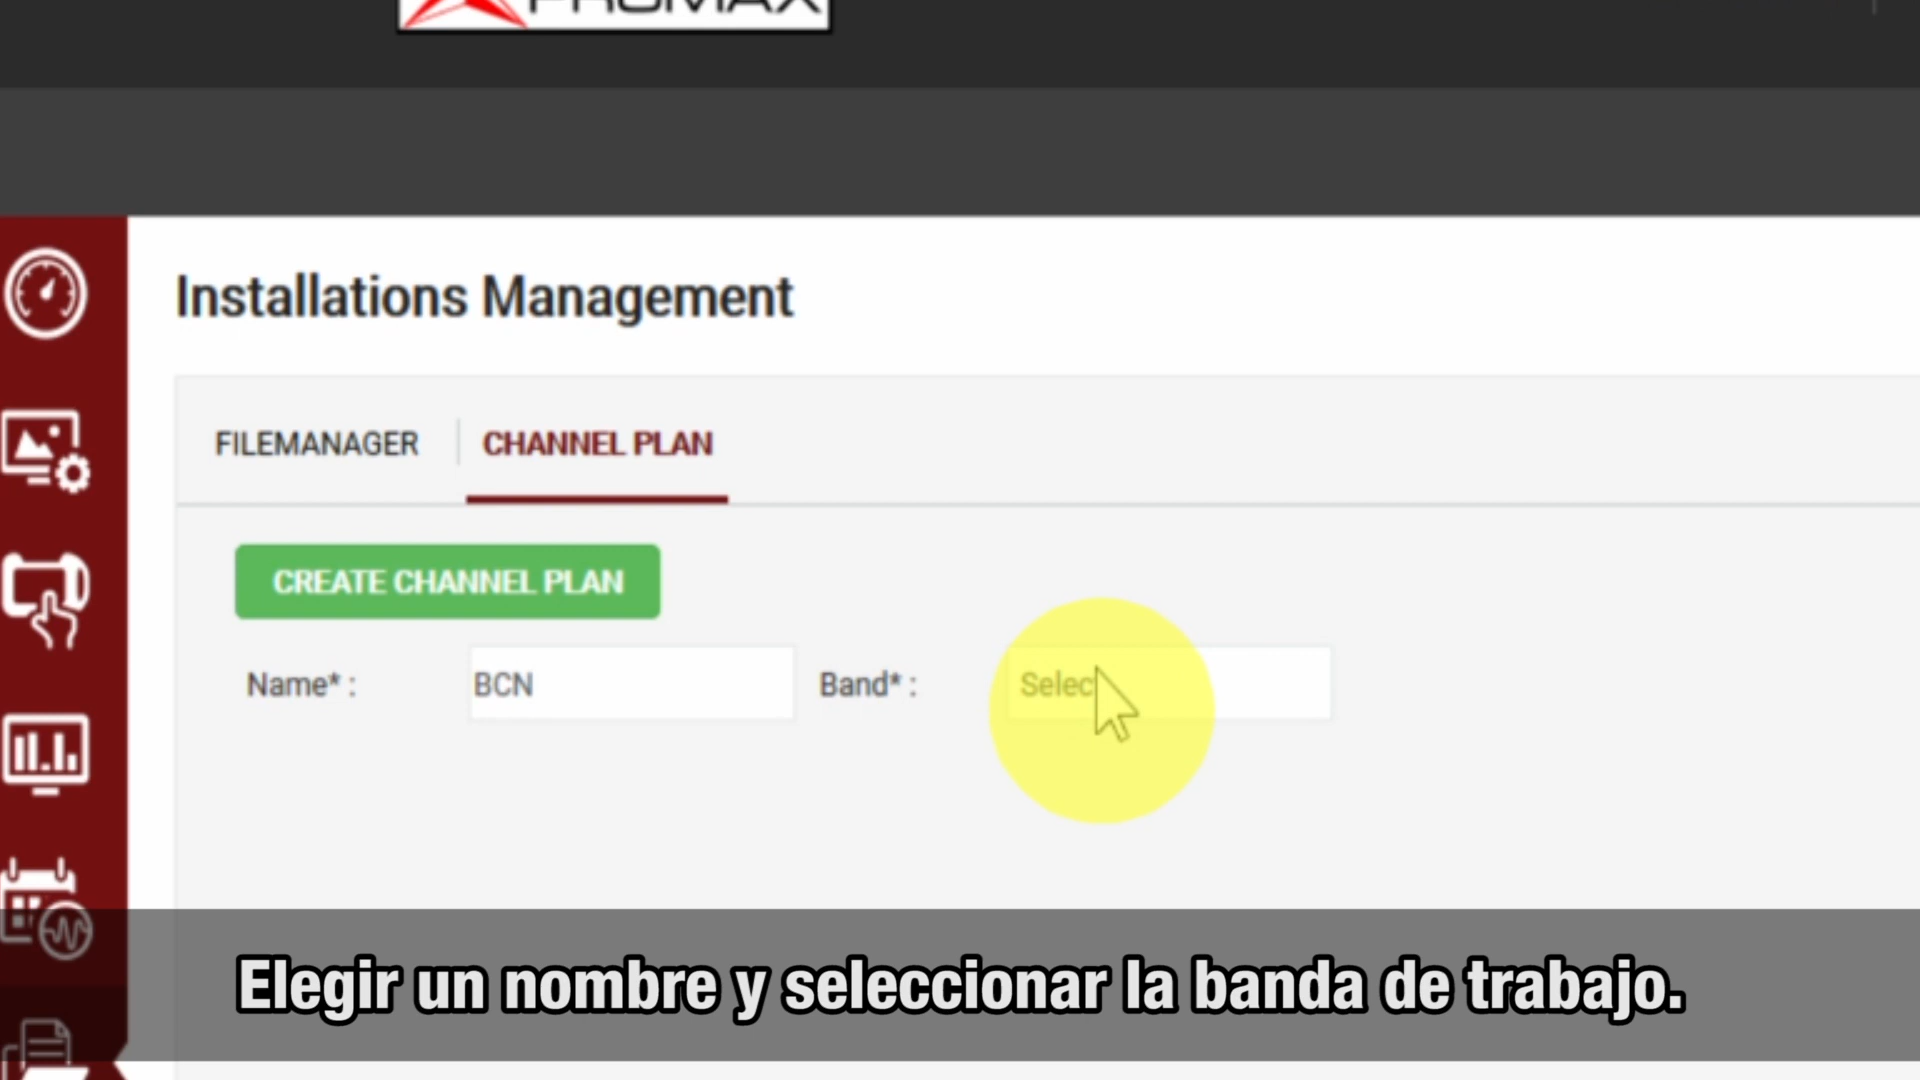 PROMAX
Installations Management
FILEMANAGER CHANNEL PLAN
CREATE CHANNEL PLAN
Name* : BCN Band* : Selec
Elegir un nombre y seleccionar la banda de trabajo.